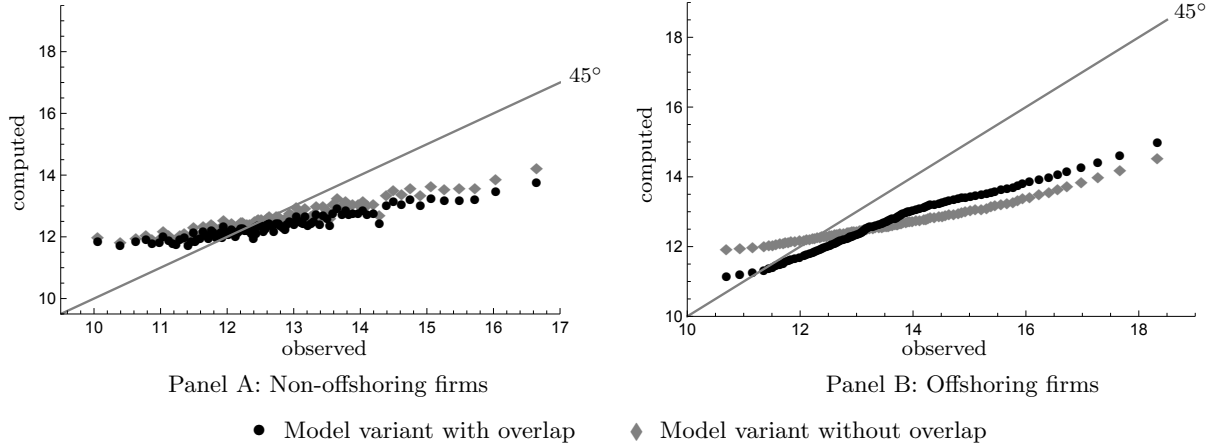 18
16
14
12
10
computed
45°
10 11 12 13 14 15 16 17
observed
Panel A: Non-offshoring firms
18
16
14
12
10
computed
45°
10 12 14 16 18
observed
Panel B: Offshoring firms
Model variant with overlap Model variant without overlap